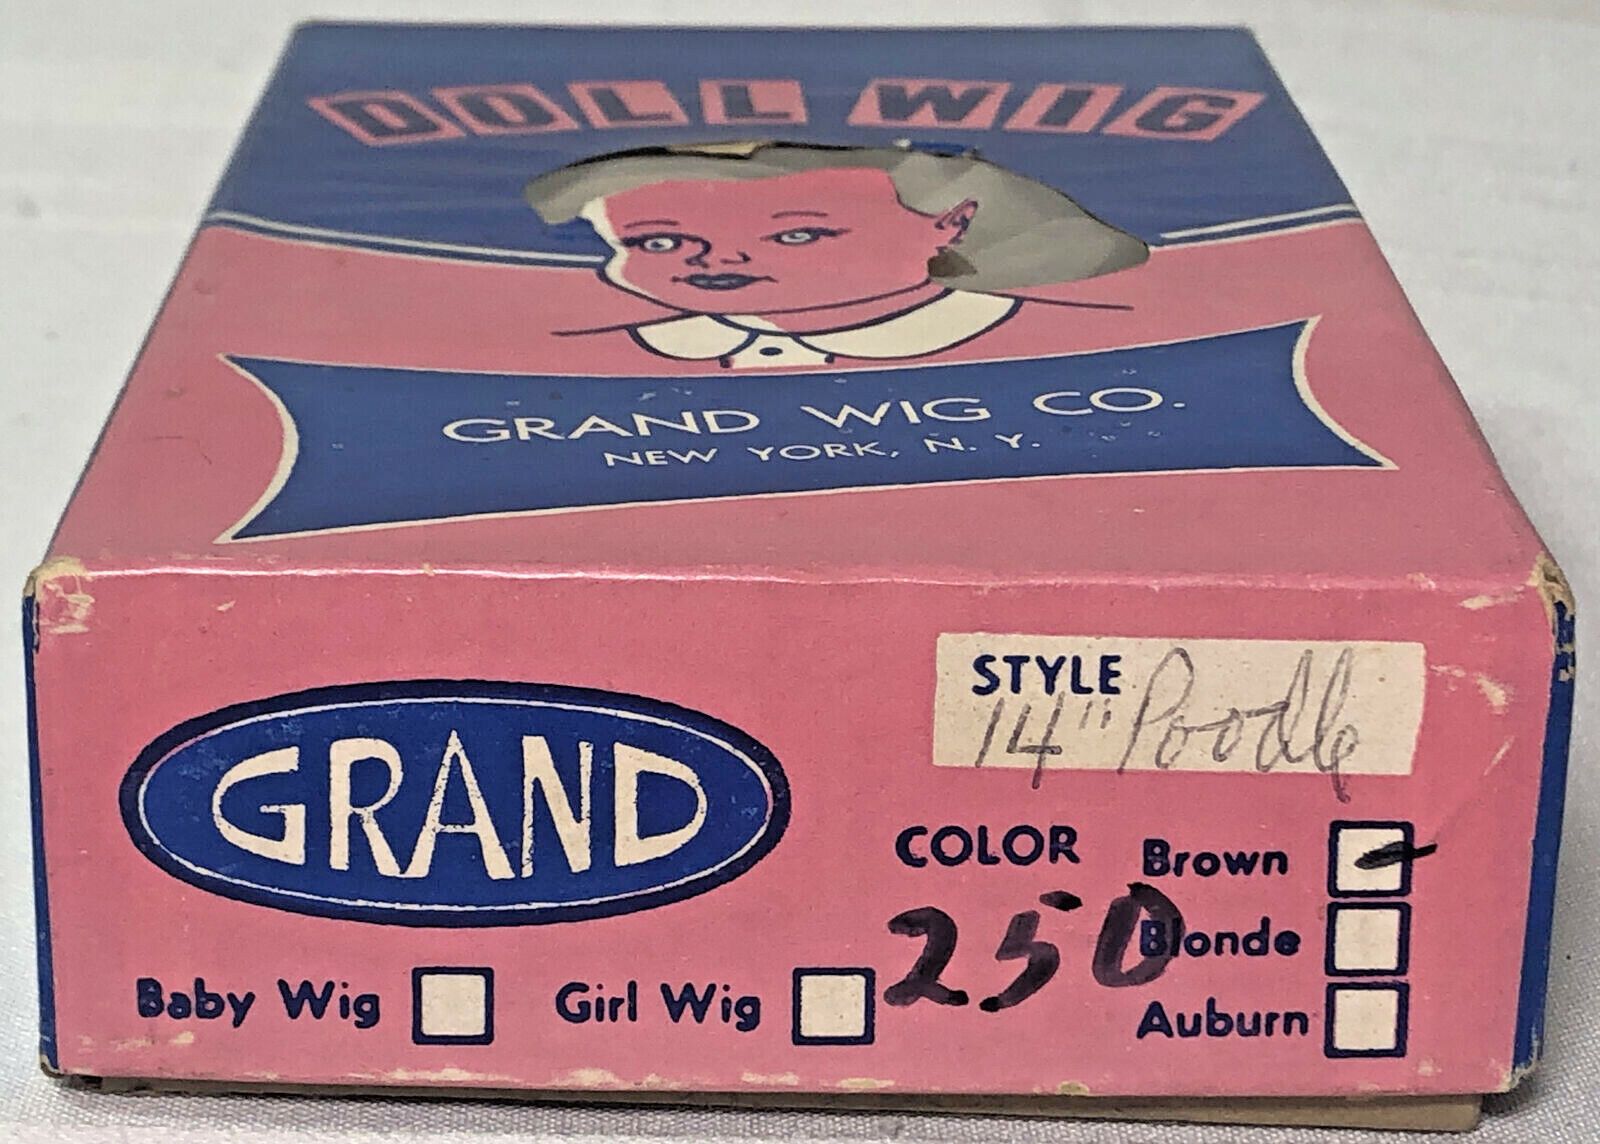 DOLL WIG
GRAND WIG CO.
NEW YORK, N. Y.
STYLE
14" Poodle
GRAND
COLOR
250
Brown
Blonde
Auburn
Baby Wig
Girl Wig